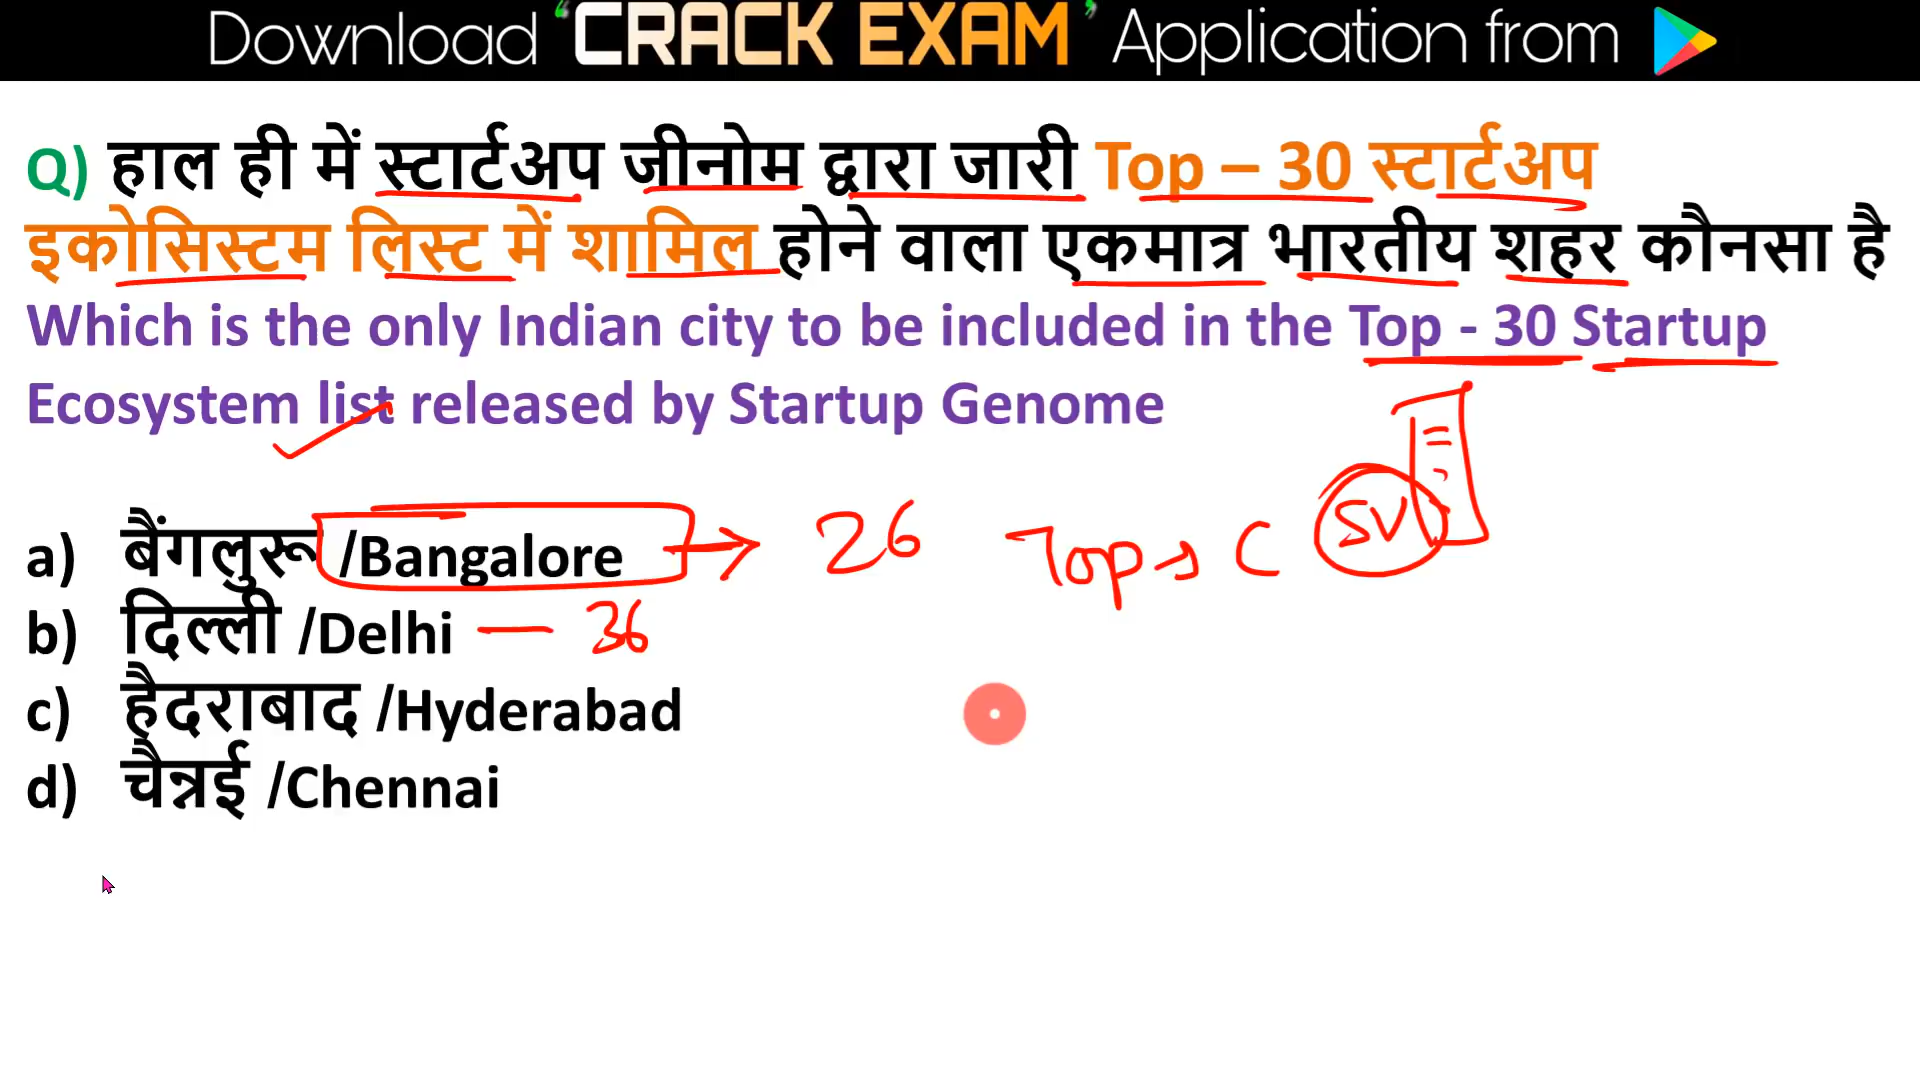 Download ‘CRACK EXAM’ Application from
Q) हाल ही में स्टार्टअप जीनोम द्वारा जारी Top – 30 स्टार्टअप
इकोसिस्टम लिस्ट में शामिल होने वाला एकमात्र भारतीय शहर कौनसा है
Which is the only Indian city to be included in the Top - 30 Startup
Ecosystem list released by Startup Genome
a) बैंगलुरू /Bangalore → 26 Top → C SV
b) दिल्ली /Delhi — 36
c) हैदराबाद /Hyderabad
d) चैन्नई /Chennai